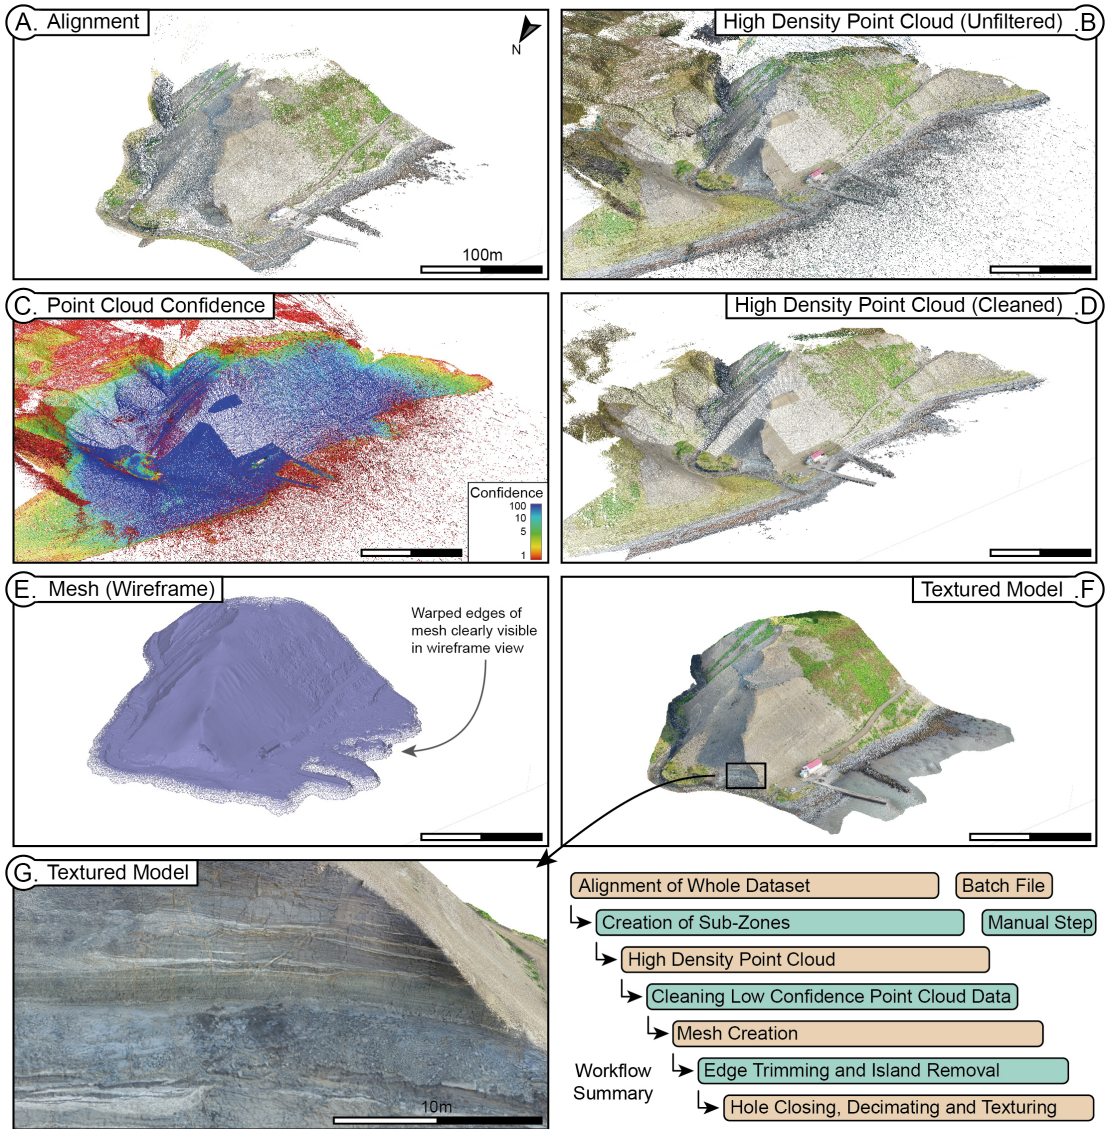 A. Alignment
N
100m
High Density Point Cloud (Unfiltered) .B
C. Point Cloud Confidence
Confidence
100
10
5
1
High Density Point Cloud (Cleaned) .D
E. Mesh (Wireframe)
Warped edges of
mesh clearly visible
in wireframe view
Textured Model .F
G. Textured Model
10m
Alignment of Whole Dataset
Batch File
Creation of Sub-Zones
Manual Step
High Density Point Cloud
Cleaning Low Confidence Point Cloud Data
Mesh Creation
Edge Trimming and Island Removal
Hole Closing, Decimating and Texturing
Workflow
Summary